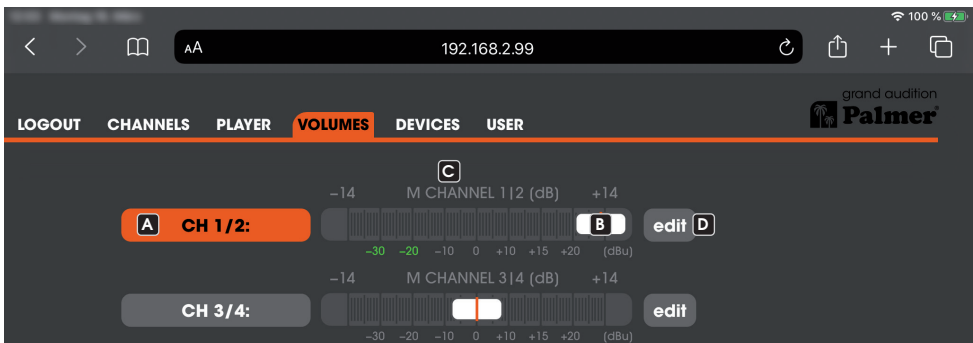 100 %
AA 192.168.2.99
grand audition
Palmer
LOGOUT CHANNELS PLAYER VOLUMES DEVICES USER
C
−14 M CHANNEL 1|2 (dB) +14
A CH 1/2: B edit D
−30 −20 −10 0 +10 +15 +20 (dBu)
−14 M CHANNEL 3|4 (dB) +14
CH 3/4: edit
−30 −20 −10 0 +10 +15 +20 (dBu)